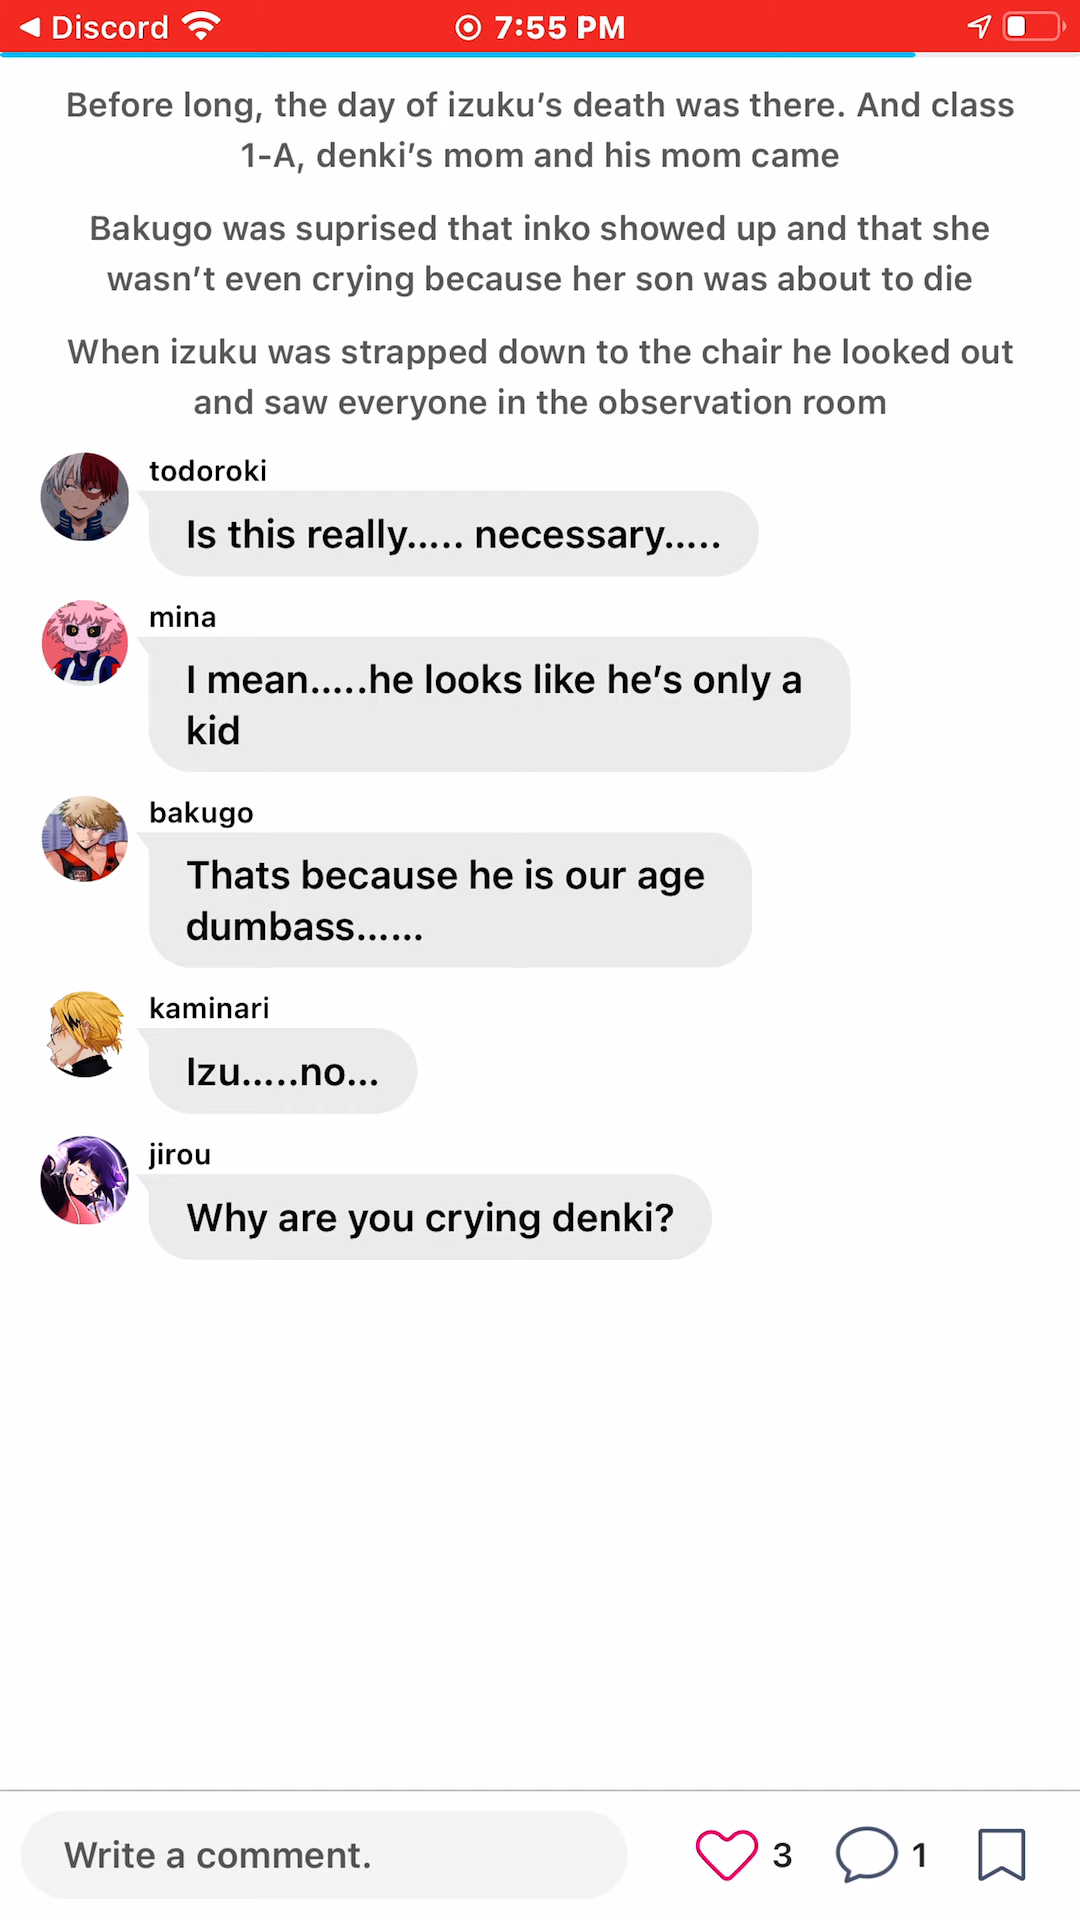 Discord
7:55 PM
Before long, the day of izuku’s death was there. And class
1-A, denki’s mom and his mom came
Bakugo was suprised that inko showed up and that she
wasn’t even crying because her son was about to die
When izuku was strapped down to the chair he looked out
and saw everyone in the observation room
todoroki
Is this really..... necessary.....
mina
I mean.....he looks like he’s only a
kid
bakugo
Thats because he is our age
dumbass......
kaminari
Izu.....no...
jirou
Why are you crying denki?
Write a comment.
3
1